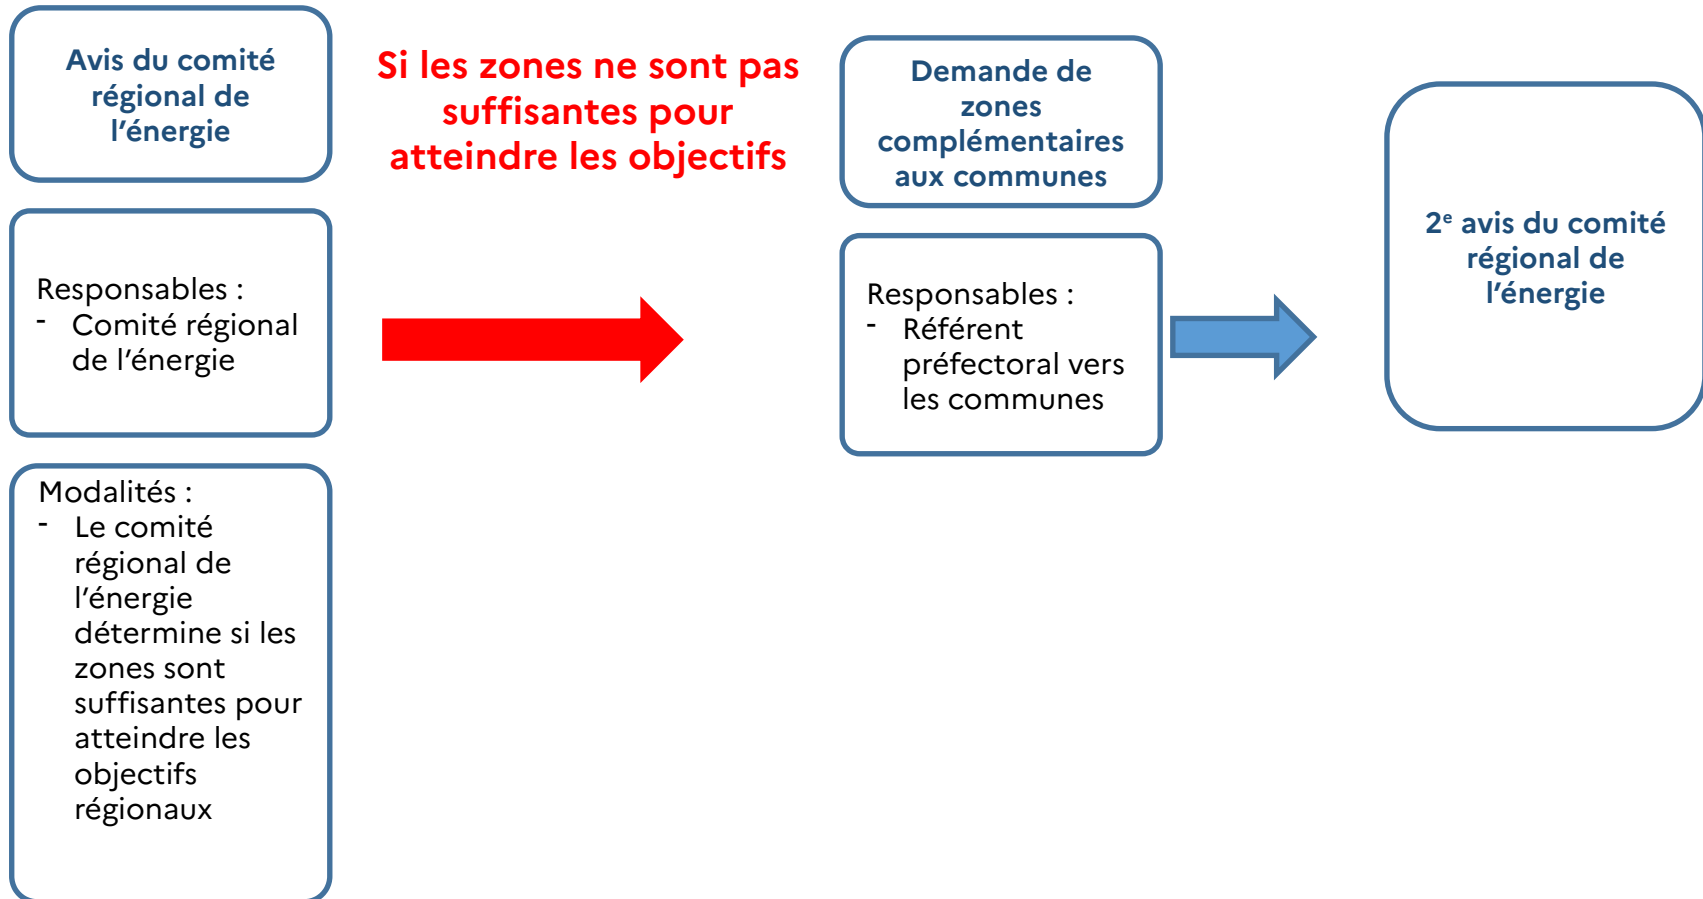 Avis du comité
régional de
l’énergie
Responsables :
- Comité régional
de l’énergie
Modalités :
- Le comité
régional de
l’énergie
détermine si les
zones sont
suffisantes pour
atteindre les
objectifs
régionaux
Si les zones ne sont pas
suffisantes pour
atteindre les objectifs
Demande de
zones
complémentaires
aux communes
Responsables :
- Référent
préfectoral vers
les communes
2e avis du comité
régional de
l’énergie